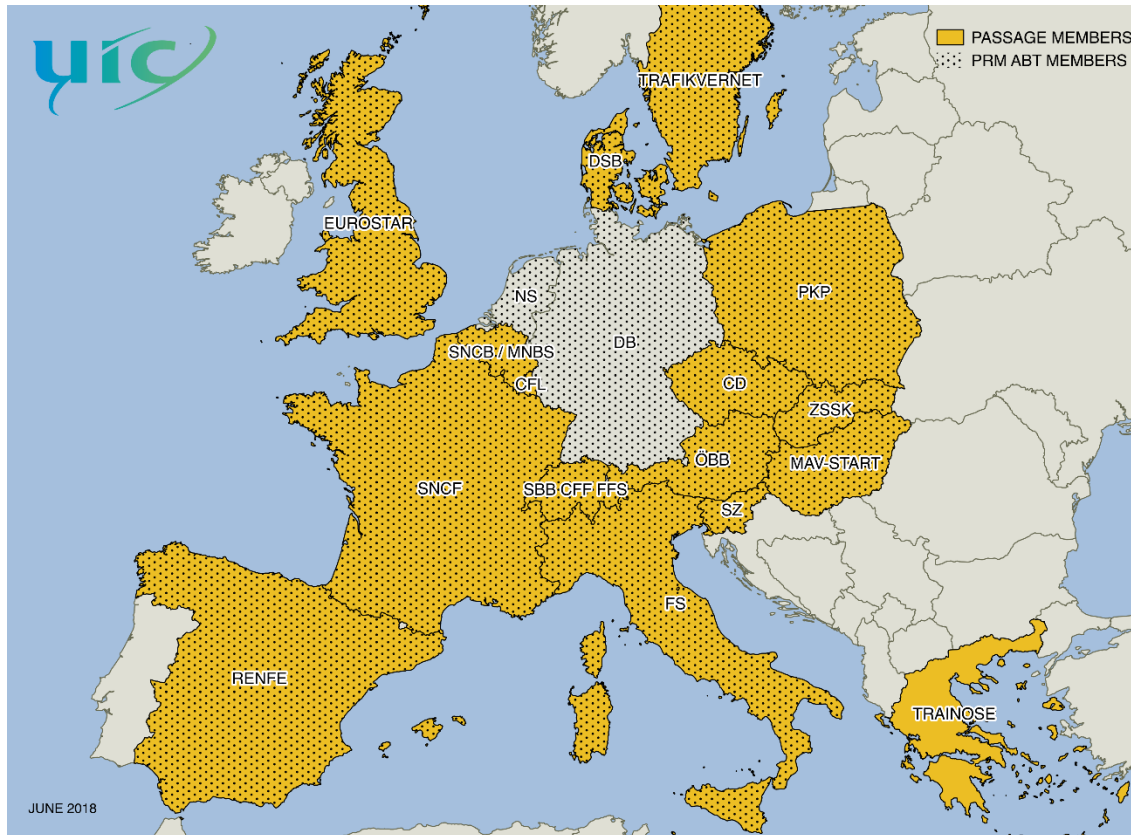 uic
PASSAGE MEMBERS
PRM ABT MEMBERS
TRAFIKVERNET
DSB
EUROSTAR
NS
PKP
DB
SNCB / MNBS
CFL
CD
ZSSK
ÖBB
MAV-START
SNCF
SBB CFF FFS
SZ
FS
RENFE
TRAINOSE
JUNE 2018